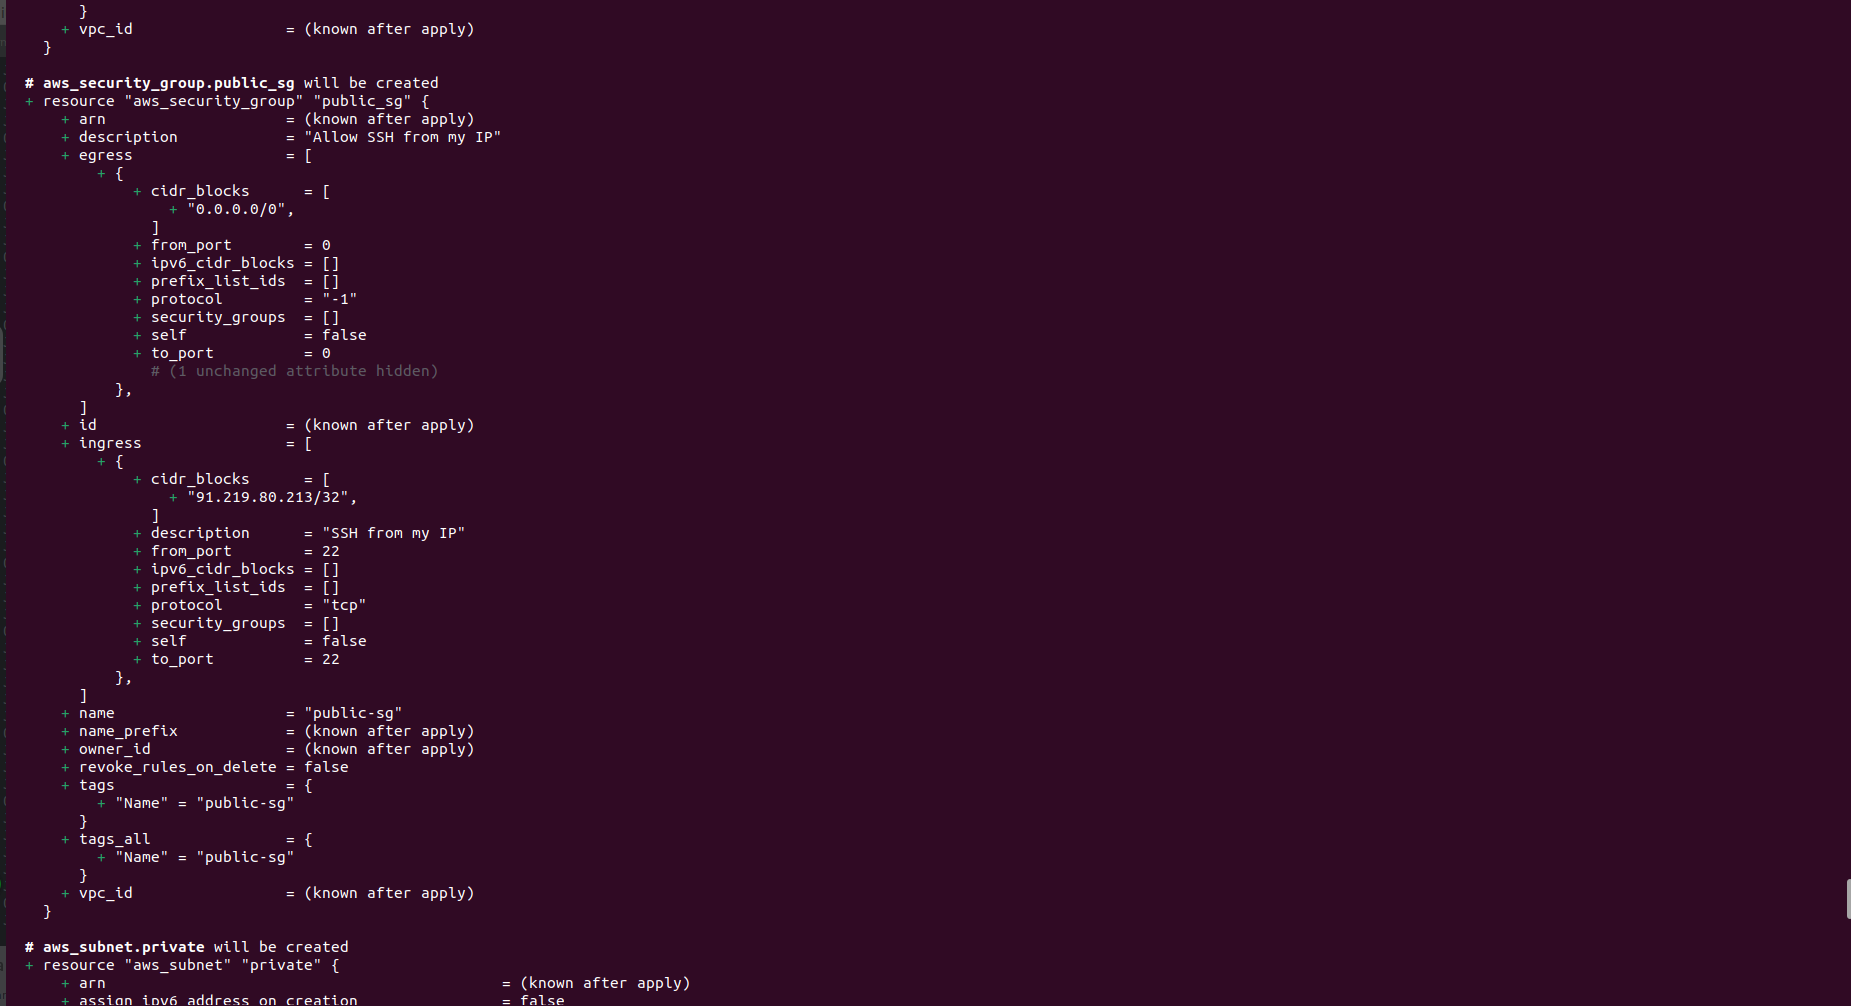 }
    + vpc_id                 = (known after apply)
  }

# aws_security_group.public_sg will be created
+ resource "aws_security_group" "public_sg" {
    + arn                    = (known after apply)
    + description            = "Allow SSH from my IP"
    + egress                 = [
        + {
            + cidr_blocks      = [
                + "0.0.0.0/0",
              ]
            + from_port        = 0
            + ipv6_cidr_blocks = []
            + prefix_list_ids  = []
            + protocol         = "-1"
            + security_groups  = []
            + self             = false
            + to_port          = 0
              # (1 unchanged attribute hidden)
          },
      ]
    + id                     = (known after apply)
    + ingress                = [
        + {
            + cidr_blocks      = [
                + "91.219.80.213/32",
              ]
            + description      = "SSH from my IP"
            + from_port        = 22
            + ipv6_cidr_blocks = []
            + prefix_list_ids  = []
            + protocol         = "tcp"
            + security_groups  = []
            + self             = false
            + to_port          = 22
          },
      ]
    + name                   = "public-sg"
    + name_prefix            = (known after apply)
    + owner_id               = (known after apply)
    + revoke_rules_on_delete = false
    + tags                   = {
        + "Name" = "public-sg"
      }
    + tags_all               = {
        + "Name" = "public-sg"
      }
    + vpc_id                 = (known after apply)
  }

# aws_subnet.private will be created
+ resource "aws_subnet" "private" {
    + arn                                            = (known after apply)
    + assign_ipv6_address_on_creation                = false